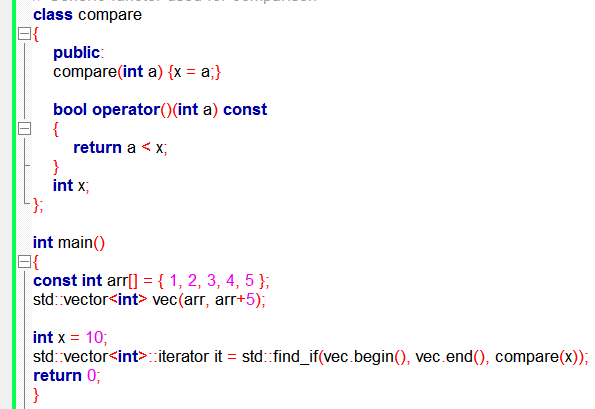 class compare
{
public:
compare(int a) {x = a;}
bool operator()(int a) const
{
return a < x;
}
int x;
};
int main()
{
const int arr[] = { 1, 2, 3, 4, 5 };
std::vector<int> vec(arr, arr+5);
int x = 10;
std::vector<int>::iterator it = std::find_if(vec.begin(), vec.end(), compare(x));
return 0;
}